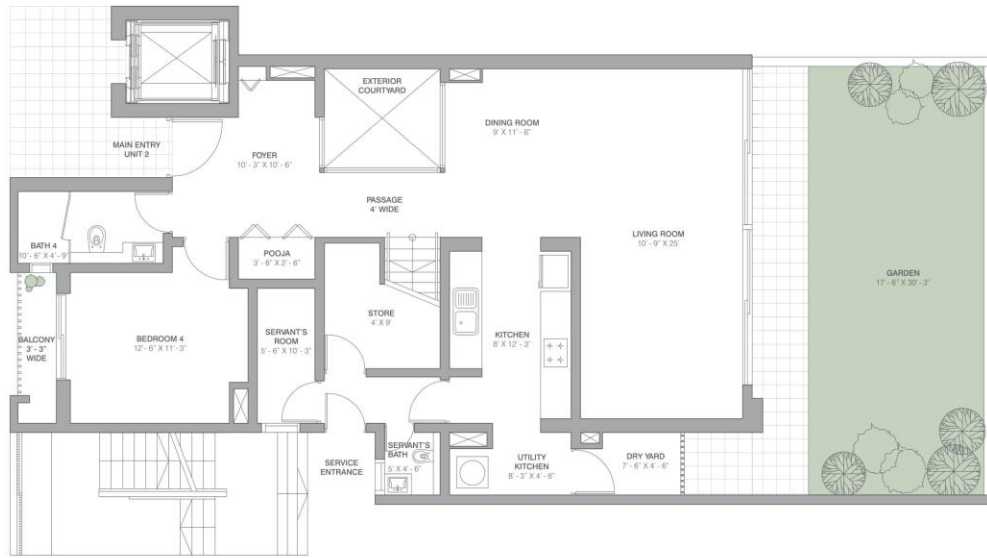 EXTERIOR
COURTYARD
DINING ROOM
9' X 11' - 6"
MAIN ENTRY
UNIT 2
FOYER
10' - 3" X 10' - 6"
PASSAGE
4' WIDE
LIVING ROOM
10' - 9" X 25'
BATH 4
10' - 6" X 4' - 9"
POOJA
3' - 6" X 2' - 6"
GARDEN
17' - 6" X 30' - 3"
STORE
4' X 9'
BALCONY
3' - 3"
WIDE
BEDROOM 4
12' - 6" X 11' - 3"
SERVANT'S
ROOM
5' - 6" X 10' - 3"
KITCHEN
8' X 12' - 3"
SERVICE
ENTRANCE
SERVANT'S
BATH
5' X 4' - 6"
UTILITY
KITCHEN
8' - 3" X 4' - 6"
DRY YARD
7' - 6" X 4' - 6"